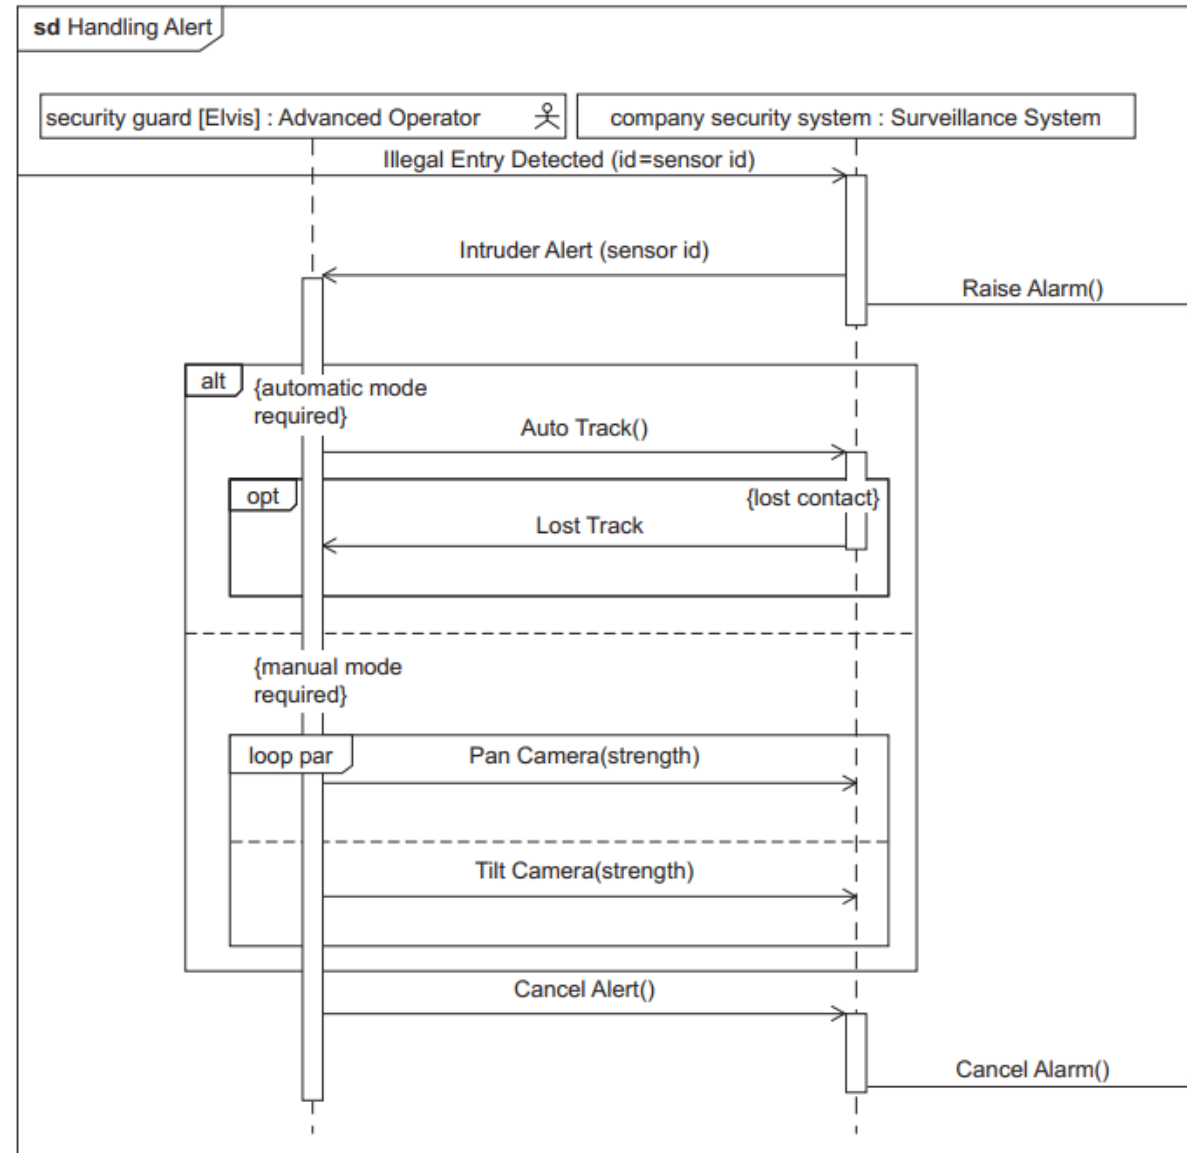 sd Handling Alert
security guard [Elvis] : Advanced Operator
company security system : Surveillance System
Illegal Entry Detected (id=sensor id)
Intruder Alert (sensor id)
Raise Alarm()
alt
{automatic mode
required}
Auto Track()
opt
{lost contact}
Lost Track
{manual mode
required}
loop par
Pan Camera(strength)
Tilt Camera(strength)
Cancel Alert()
Cancel Alarm()